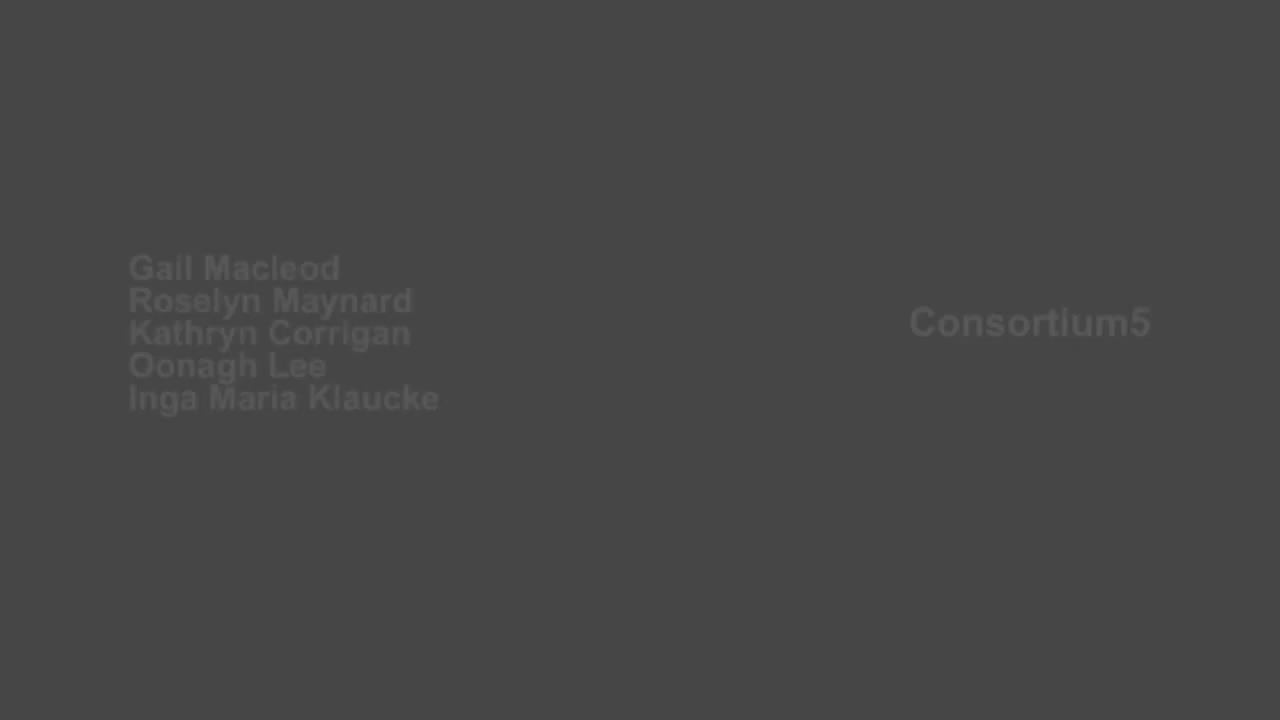 Gail Macleod
Roselyn Maynard
Kathryn Corrigan
Oonagh Lee
Inga Maria Klaucke
Consortium5